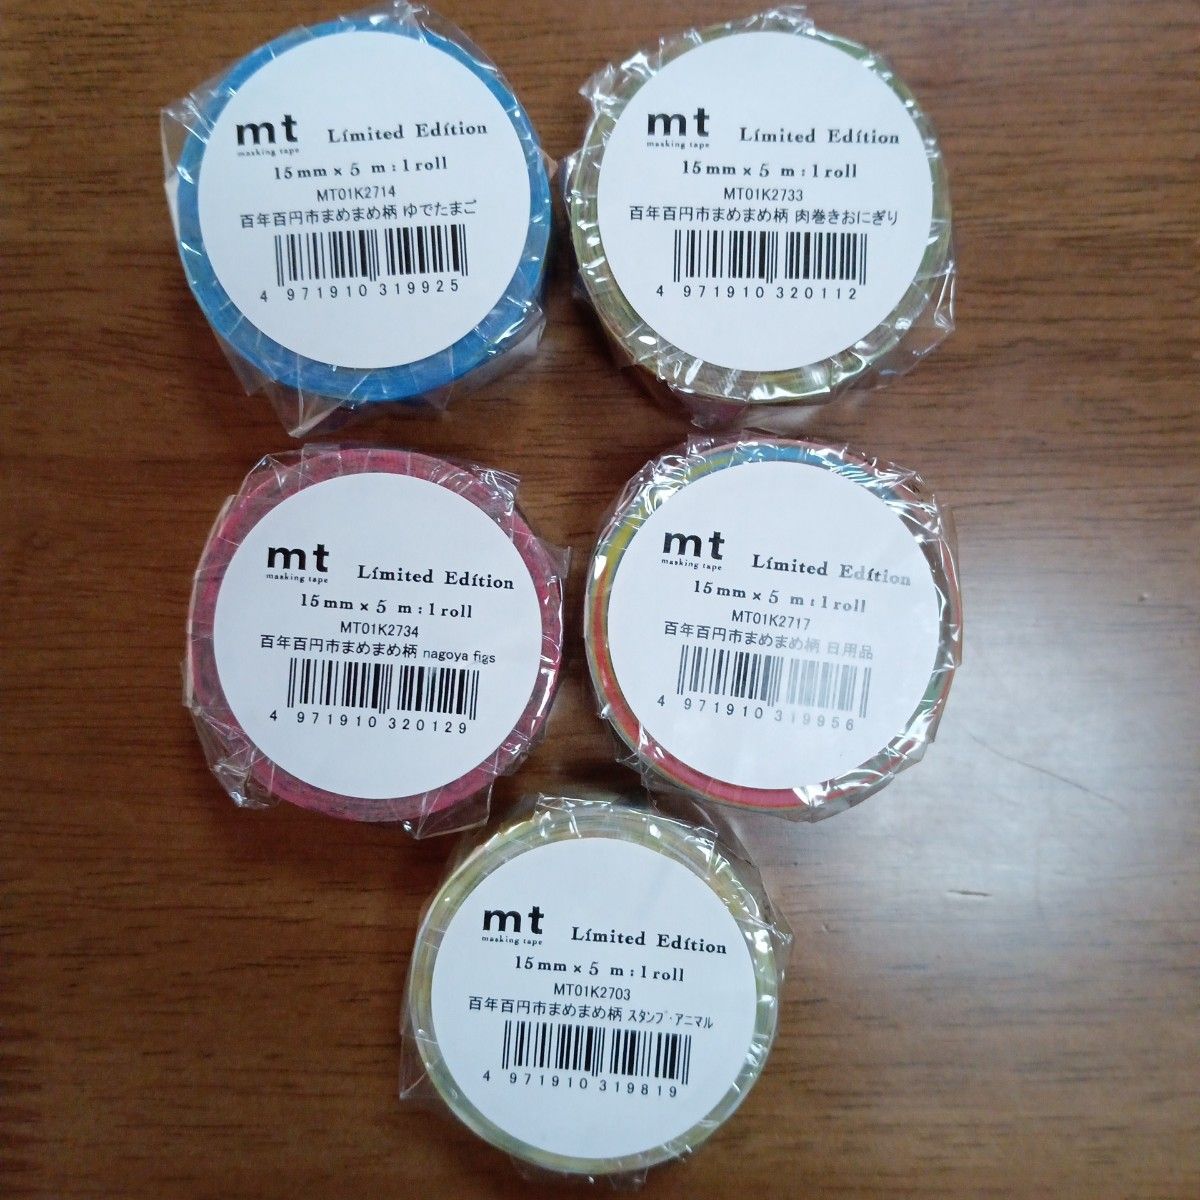 mt
masking tape
Limited Edition
15mm × 5 m : 1 roll
MT01K2714
百年百円市まめまめ柄 ゆでたまご
4 971910 319925
mt
masking tape
Limited Edition
15mm × 5 m : 1 roll
MT01K2733
百年百円市まめまめ柄 肉巻きおにぎり
4 971910 320112
mt
masking tape
Limited Edition
15mm × 5 m : 1 roll
MT01K2734
百年百円市まめまめ柄 nagoya figs
4 971910 320129
mt
masking tape
Limited Edition
15mm × 5 m : 1 roll
MT01K2717
百年百円市まめまめ柄 日用品
4 971910 319956
mt
masking tape
Limited Edition
15mm × 5 m : 1 roll
MT01K2703
百年百円市まめまめ柄 ｽﾀﾝﾌﾟ･ｱﾆﾏﾙ
4 971910 319819